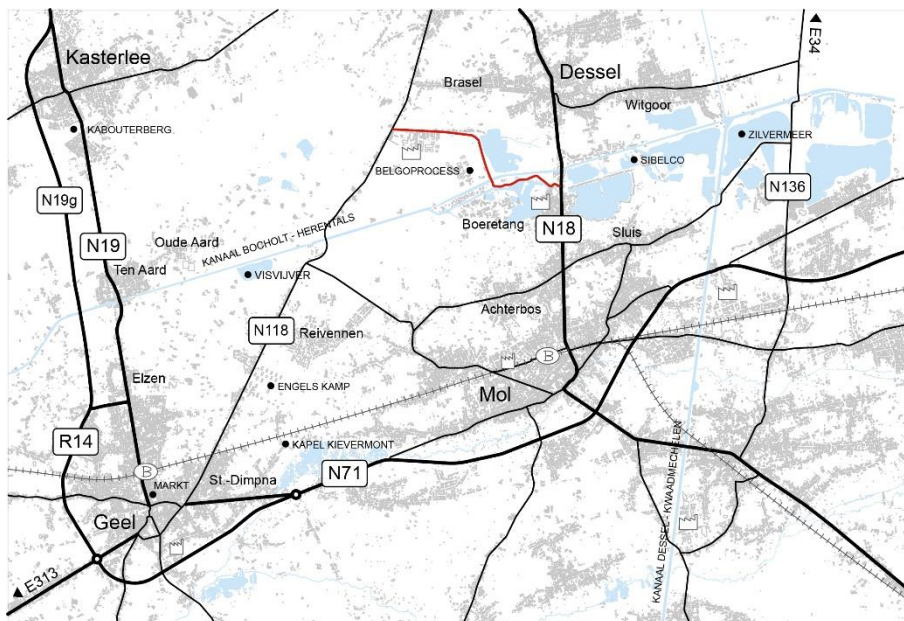 E34
Kasterlee
Dessel
Brasel
Witgoor
KABOUTERBERG
ZILVERMEER
SIBELCO
BELGOPROCESS
N136
N19g
N19
Boeretang
N18
Sluis
Oude Aard
KANAAL BOCHOLT - HERENTALS
Ten Aard
VISVIJVER
Achterbos
N118
Reivennen
B
Elzen
ENGELS KAMP
Mol
R14
KAPEL KIEVERMONT
B
N71
St.-Dimpna
MARKT
Geel
KANAAL DESSEL - KWAADMECHELEN
E313